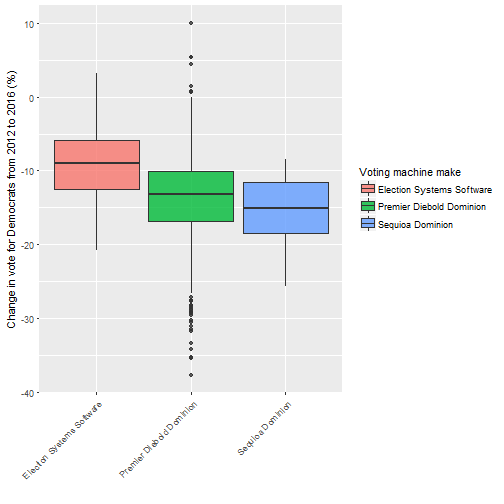 Change in vote for Democrats from 2012 to 2016 (%)
10
0
-10
-20
-30
-40
Election Systems Software
Premier Diebold Dominion
Sequioa Dominion
Voting machine make
Election Systems Software
Premier Diebold Dominion
Sequioa Dominion